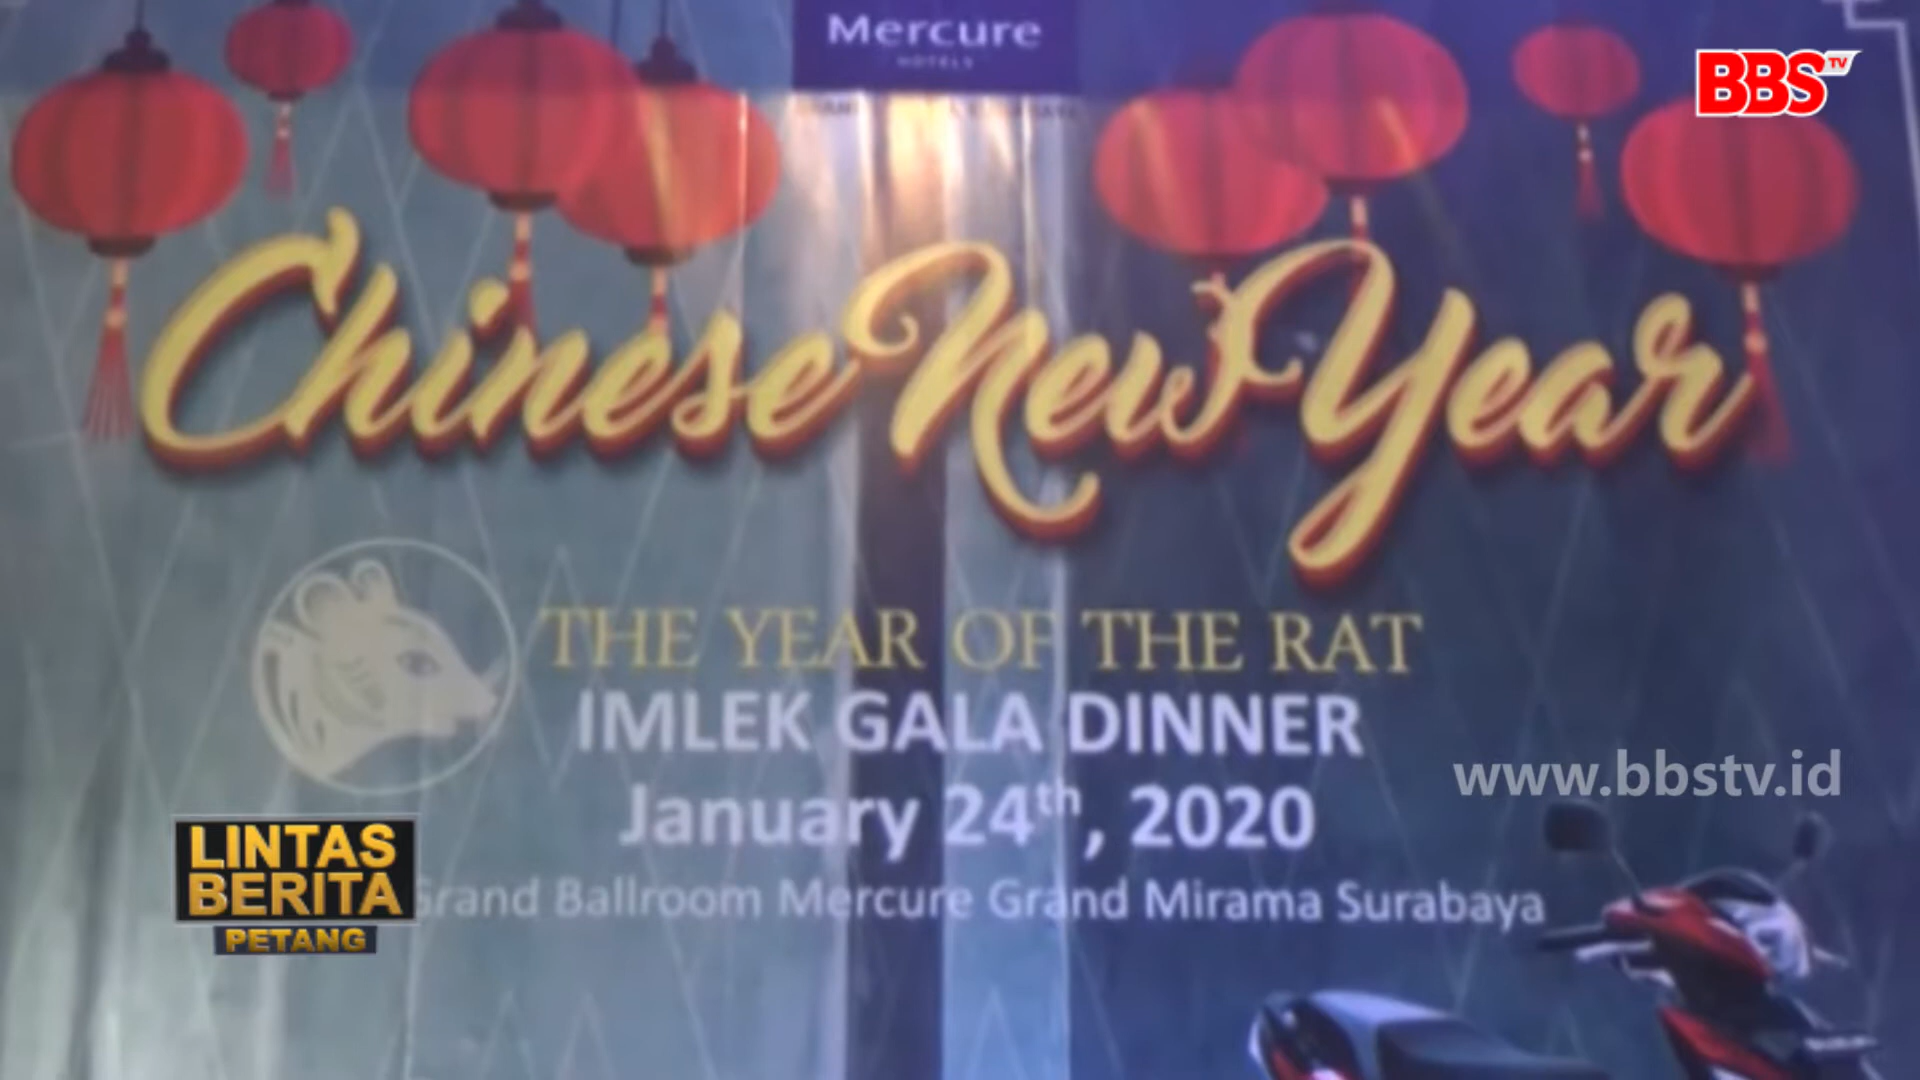 Mercure
HOTELS
BBS TV
Chinese New Year
THE YEAR OF THE RAT
IMLEK GALA DINNER
January 24th, 2020
www.bbstv.id
LINTAS
BERITA
PETANG
Grand Ballroom Mercure Grand Mirama Surabaya